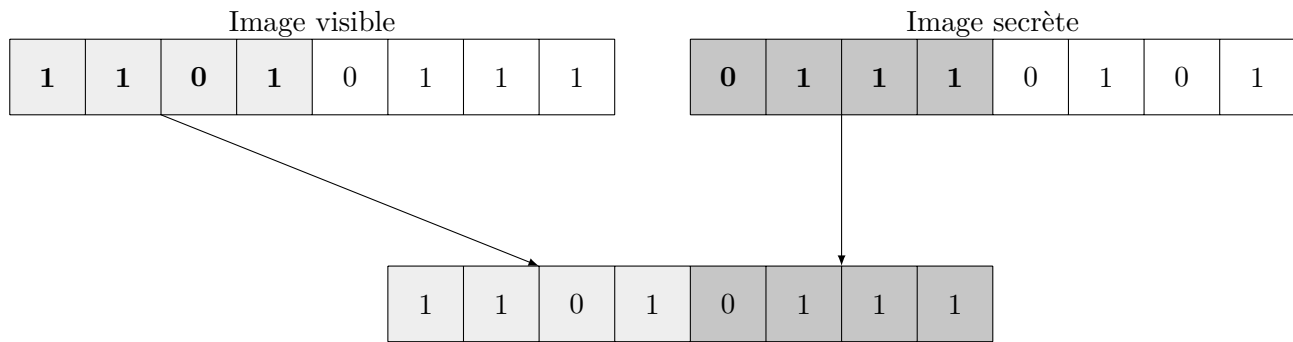 Image visible
Image secrète
1 1 0 1 0 1 1 1
0 1 1 1 0 1 0 1
1 1 0 1 0 1 1 1